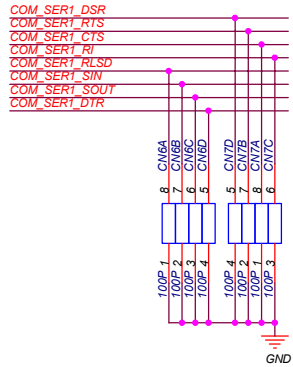 COM_SER1_DSR
COM_SER1_RTS
COM_SER1_CTS
COM_SER1_RI
COM_SER1_RLSD
COM_SER1_SIN
COM_SER1_SOUT
COM_SER1_DTR
CN6A
CN6B
CN6C
CN6D
CN7D
CN7B
CN7A
CN7C
8
7
6
5
5
7
8
6
100P 1
100P 2
100P 3
100P 4
100P 4
100P 2
100P 1
100P 3
GND